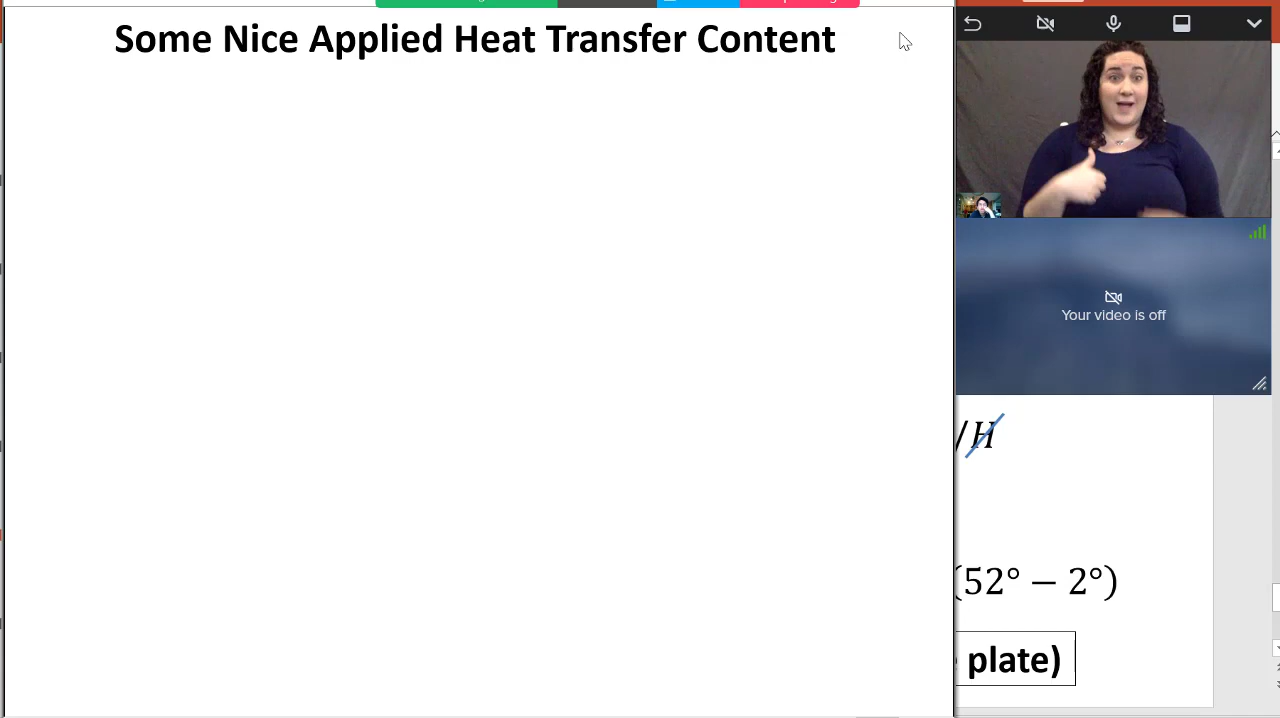 Some Nice Applied Heat Transfer Content
Your video is off
/H
(52° − 2°)
plate)